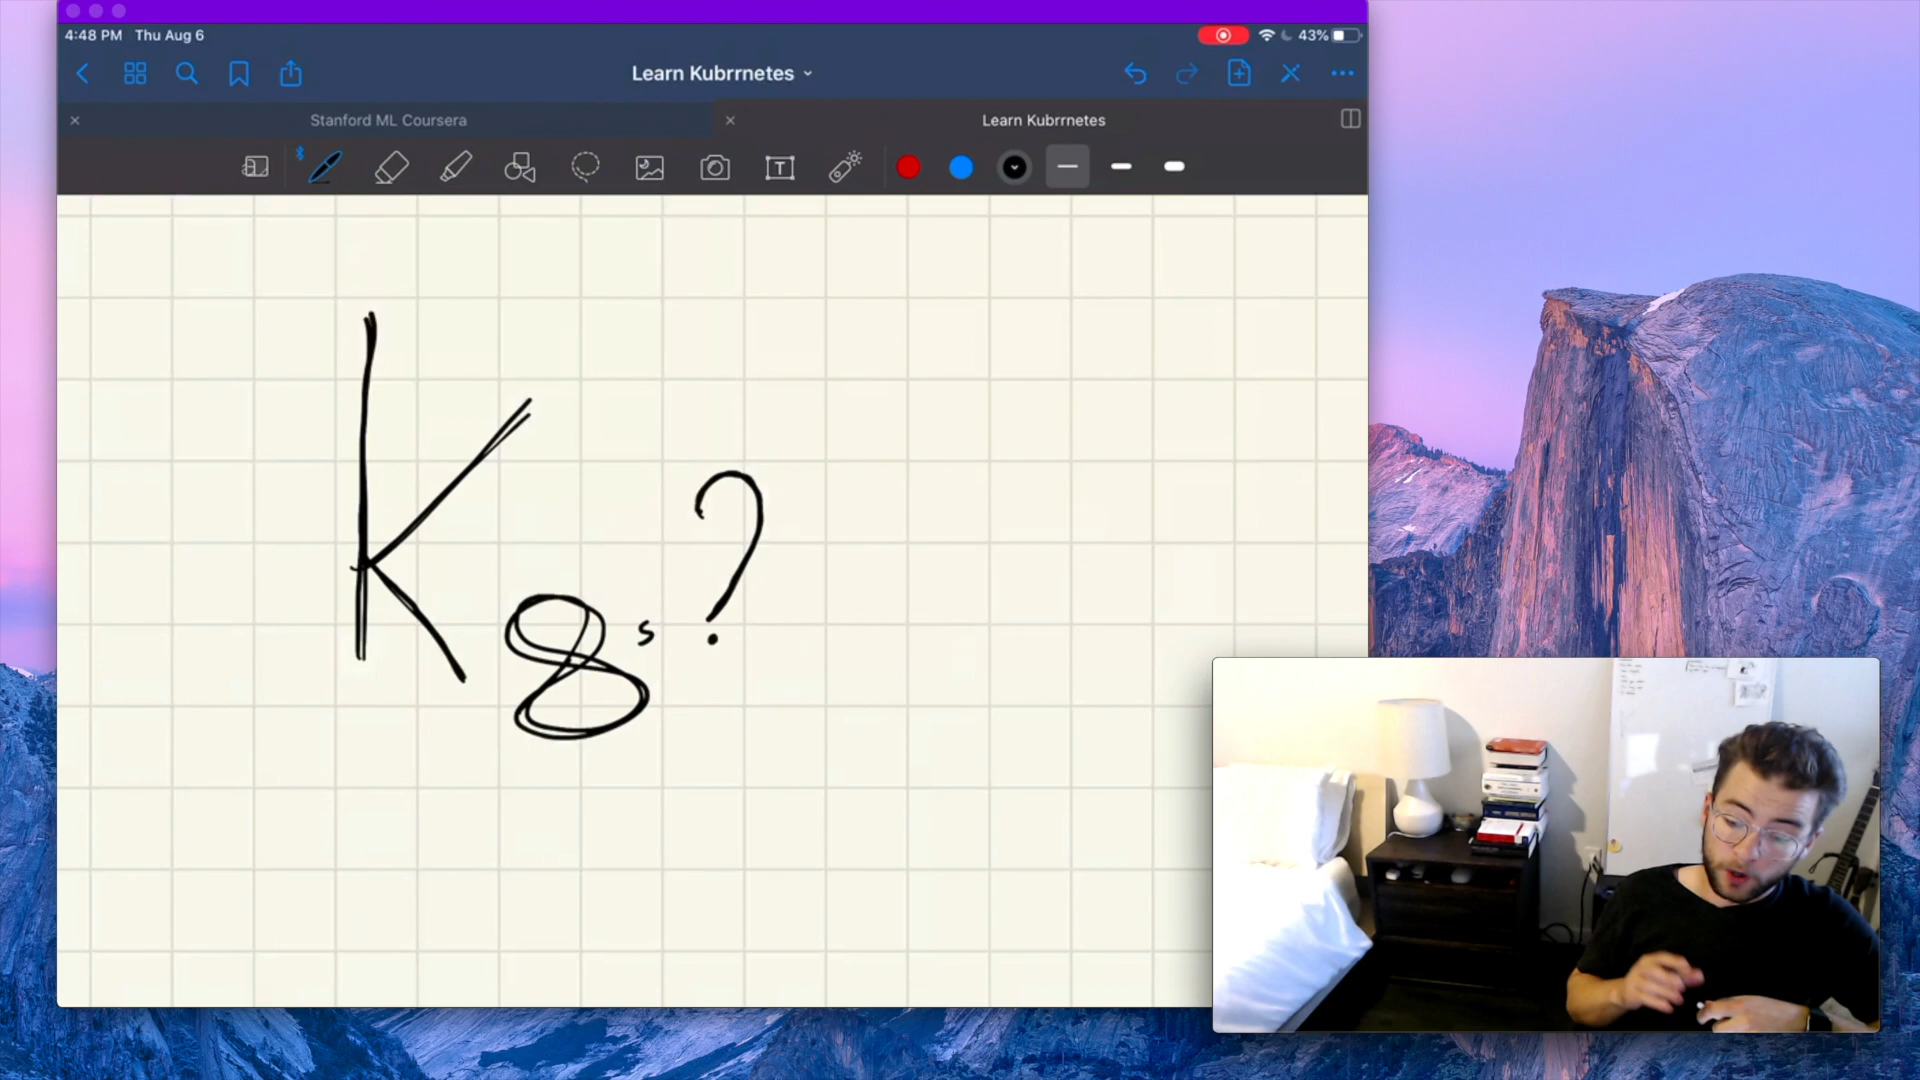 4:48 PM Thu Aug 6
43%
Learn Kubrrnetes
Stanford ML Coursera
Learn Kubrrnetes
T
K8s?